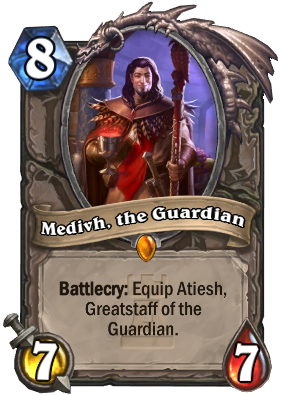 8
Medivh, the Guardian
Battlecry: Equip Atiesh,
Greatstaff of the
Guardian.
7
7